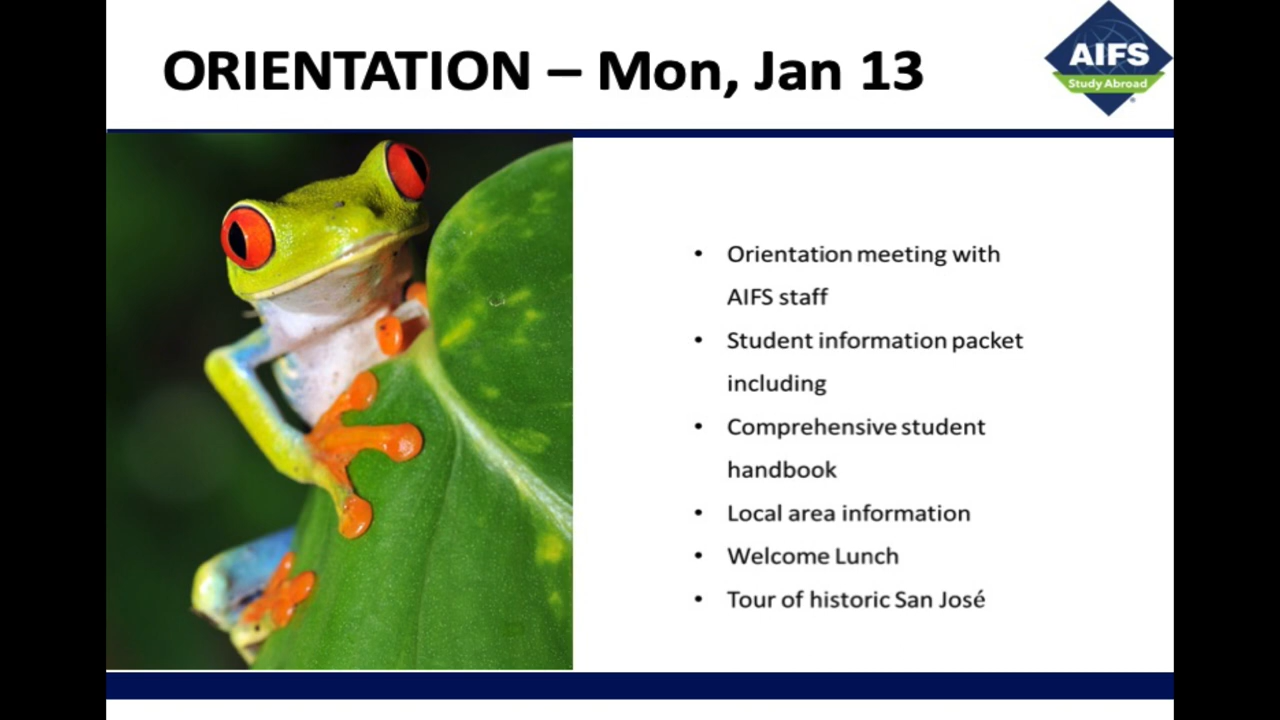 ORIENTATION – Mon, Jan 13
AIFS
Study Abroad
• Orientation meeting with
AIFS staff
• Student information packet
including
• Comprehensive student
handbook
• Local area information
• Welcome Lunch
• Tour of historic San José